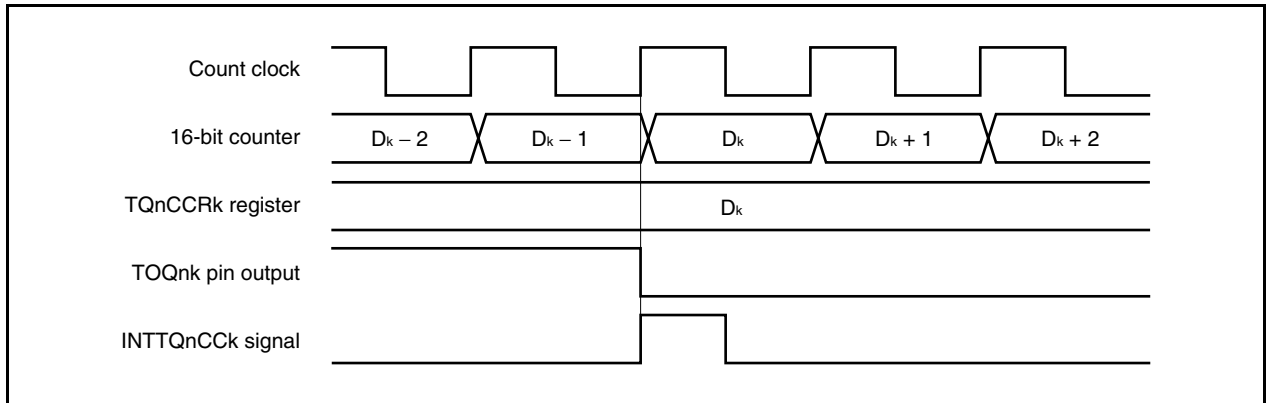 Count clock
16-bit counter
Dk − 2
Dk − 1
Dk
Dk + 1
Dk + 2
TQnCCRk register
Dk
TOQnk pin output
INTTQnCCk signal